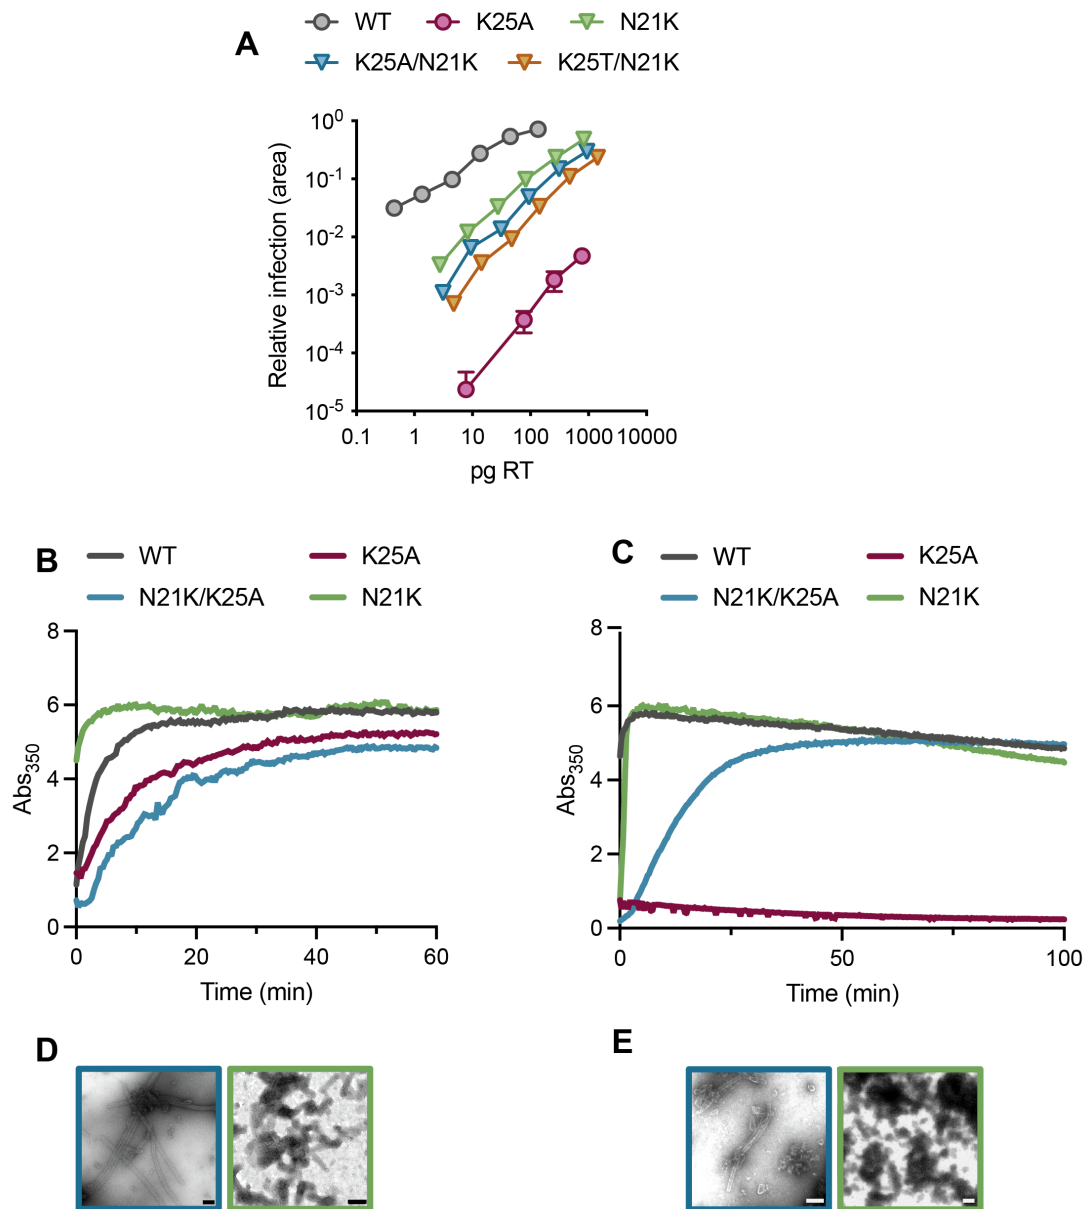 A
WT K25A N21K
K25A/N21K K25T/N21K
Relative infection (area)
10⁰
10⁻¹
10⁻²
10⁻³
10⁻⁴
10⁻⁵
0.1 1 10 100 1000 10000
pg RT
B
WT K25A
N21K/K25A N21K
Abs₃₅₀
8
6
4
2
0
0 20 40 60
Time (min)
C
WT K25A
N21K/K25A N21K
Abs₃₅₀
8
6
4
2
0
0 50 100
Time (min)
D
E